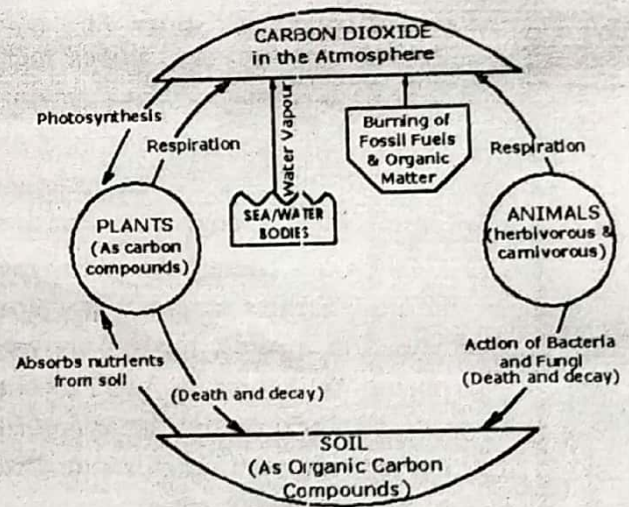 CARBON DIOXIDE
in the Atmosphere
Photosynthesis
Respiration
Water Vapour
Burning of
Fossil Fuels
& Organic
Matter
Respiration
PLANTS
(As carbon
compounds)
SEA/WATER
BODIES
ANIMALS
(herbivorous &
carnivorous)
Absorbs nutrients
from soil
(Death and decay)
Action of Bacteria
and Fungi
(Death and decay)
SOIL
(As Organic Carbon
Compounds)